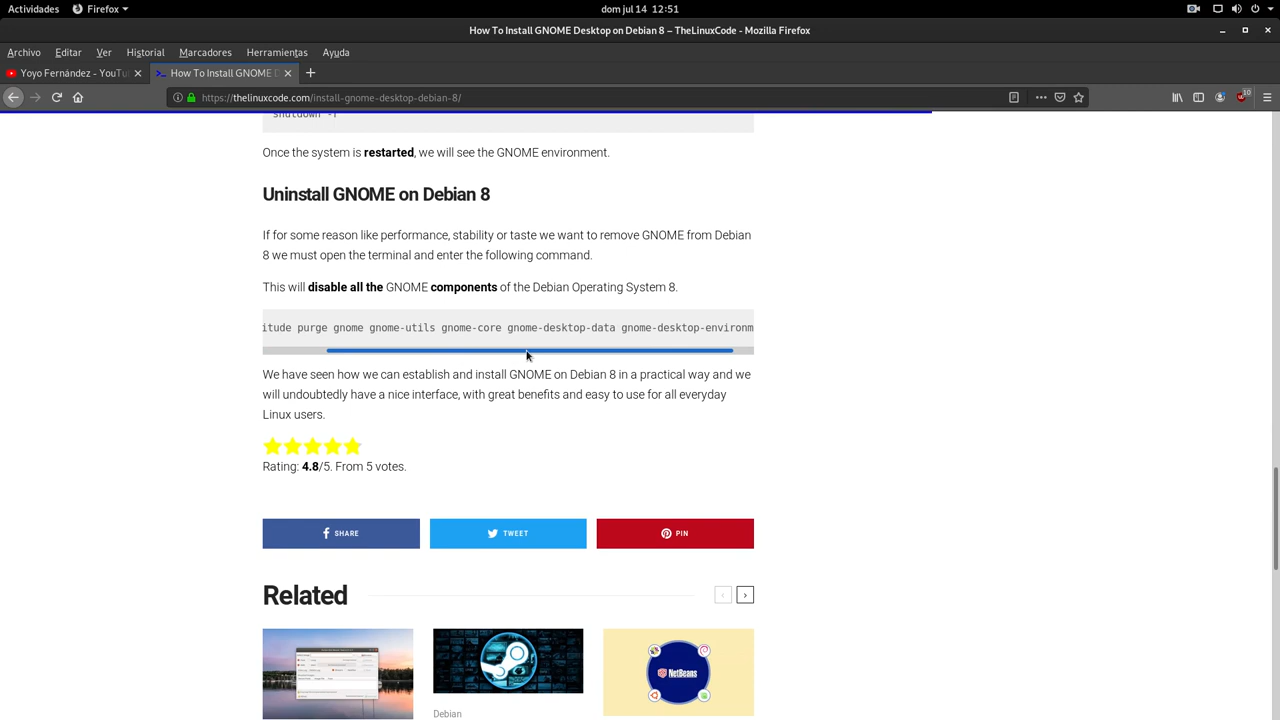 Actividades Firefox dom jul 14 12:51
How To Install GNOME Desktop on Debian 8 – TheLinuxCode - Mozilla Firefox
Archivo Editar Ver Historial Marcadores Herramientas Ayuda
Yoyo Fernández - YouTu How To Install GNOME D
https://thelinuxcode.com/install-gnome-desktop-debian-8/ 10
shutdown -r
Once the system is restarted, we will see the GNOME environment.
Uninstall GNOME on Debian 8
If for some reason like performance, stability or taste we want to remove GNOME from Debian
8 we must open the terminal and enter the following command.
This will disable all the GNOME components of the Debian Operating System 8.
itude purge gnome gnome-utils gnome-core gnome-desktop-data gnome-desktop-environm
We have seen how we can establish and install GNOME on Debian 8 in a practical way and we
will undoubtedly have a nice interface, with great benefits and easy to use for all everyday
Linux users.
Rating: 4.8/5. From 5 votes.
SHARE TWEET PIN
Related
NetBeans
Debian